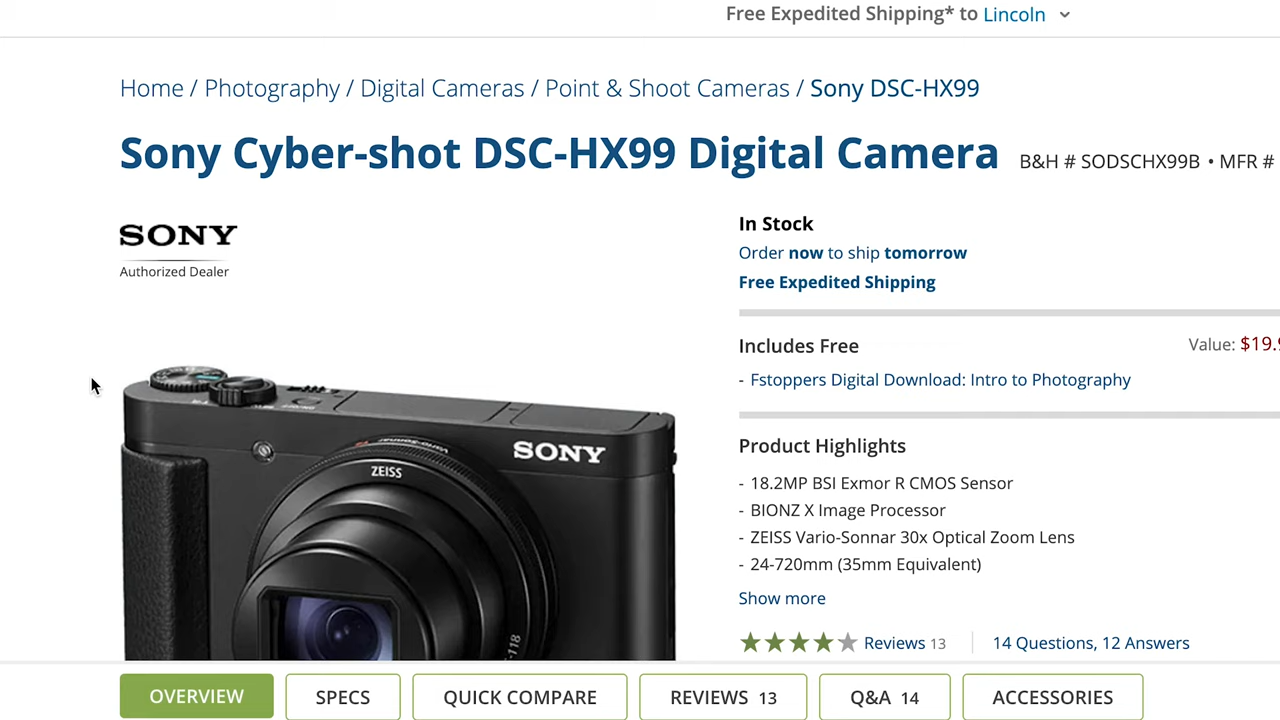 Free Expedited Shipping* to Lincoln
Home / Photography / Digital Cameras / Point & Shoot Cameras / Sony DSC-HX99
Sony Cyber-shot DSC-HX99 Digital Camera B&H # SODSCHX99B • MFR #
SONY
Authorized Dealer
In Stock
Order now to ship tomorrow
Free Expedited Shipping
Includes Free Value: $19.9
- Fstoppers Digital Download: Intro to Photography
Product Highlights
- 18.2MP BSI Exmor R CMOS Sensor
- BIONZ X Image Processor
- ZEISS Vario-Sonnar 30x Optical Zoom Lens
- 24-720mm (35mm Equivalent)
Show more
Reviews 13 14 Questions, 12 Answers
SONY
ZEISS
Vario-Sonnar
OVERVIEW SPECS QUICK COMPARE REVIEWS 13 Q&A 14 ACCESSORIES